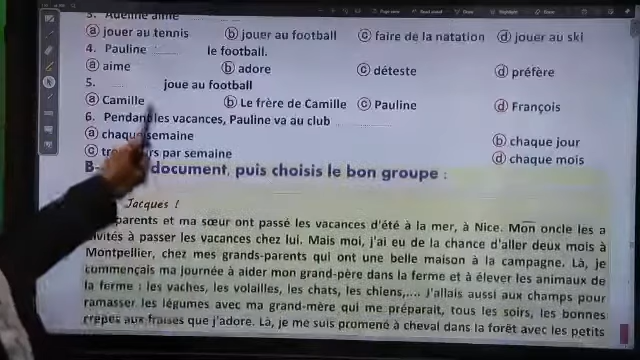 3. Adeline aime
ⓐ jouer au tennis ⓑ jouer au football ⓒ faire de la natation ⓓ jouer au ski
4. Pauline ............ le football.
ⓐ aime ⓑ adore ⓒ déteste ⓓ préfère
5. ............ joue au football
ⓐ Camille ⓑ Le frère de Camille ⓒ Pauline ⓓ François
6. Pendant les vacances, Pauline va au club ............
ⓐ chaque semaine ⓑ chaque jour
ⓒ par semaine ⓓ chaque mois
B- document, puis choisis le bon groupe :
Jacques !
parents et ma sœur ont passé les vacances d'été à la mer, à Nice. Mon oncle les a
à passer les vacances chez lui. Mais moi, j'ai eu de la chance d'aller deux mois à
Montpellier, chez mes grands-parents qui ont une belle maison à la campagne. Là, je
commençais ma journée à aider mon grand-père dans la ferme et à élever les animaux de
la ferme : les vaches, les volailles, les chats, les chiens,.... J'allais aussi aux champs pour
ramasser les légumes avec ma grand-mère qui me préparait, tous les soirs, les bonnes
crêpes aux fraises que j'adore. Là, je me suis promené à cheval dans la forêt avec les petits